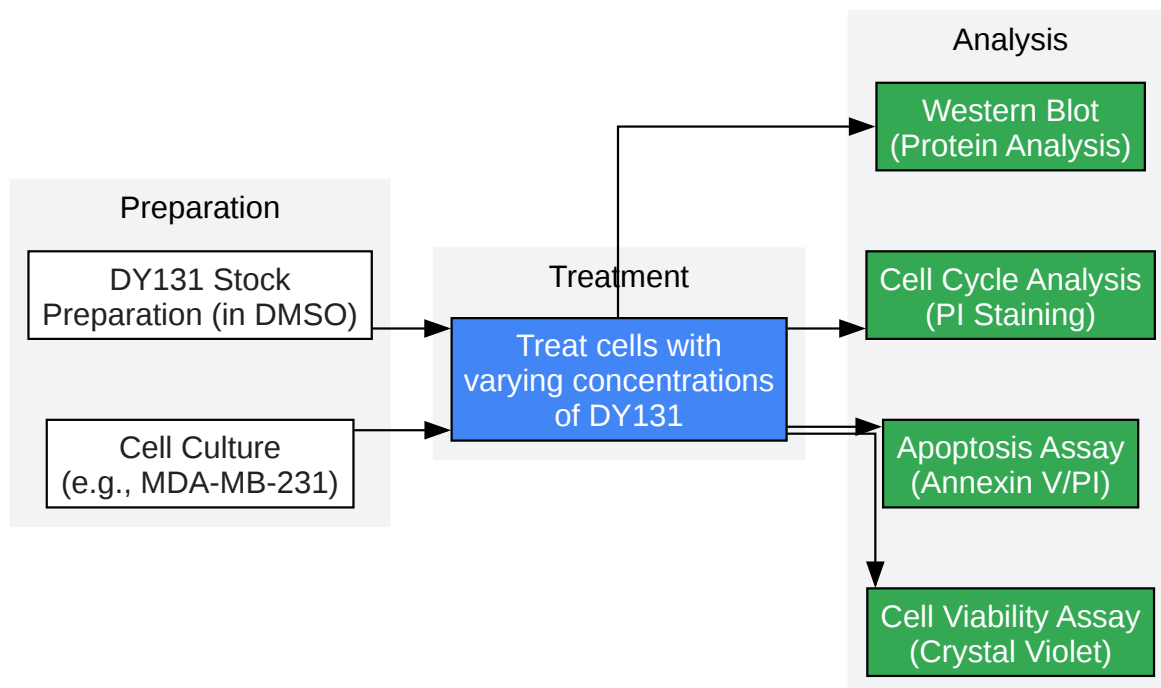 Preparation
DY131 Stock
Preparation (in DMSO)
Cell Culture
(e.g., MDA-MB-231)
Treatment
Treat cells with
varying concentrations
of DY131
Analysis
Western Blot
(Protein Analysis)
Cell Cycle Analysis
(PI Staining)
Apoptosis Assay
(Annexin V/PI)
Cell Viability Assay
(Crystal Violet)